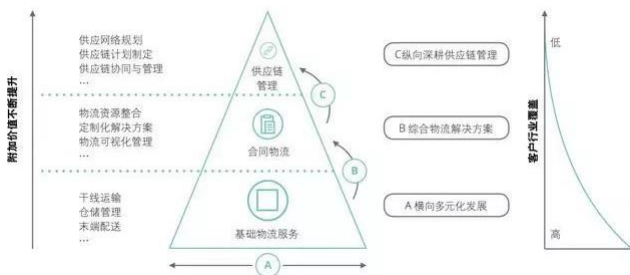 附加价值不断提升
供应网络规划
供应链计划制定
供应链协同与管理
...
物流资源整合
定制化解决方案
物流可视化管理
...
干线运输
仓储管理
末端配送
...
供应链
管理
合同物流
基础物流服务
C
B
A
C纵向深耕供应链管理
B 综合物流解决方案
A 横向多元化发展
客户行业覆盖
低
高